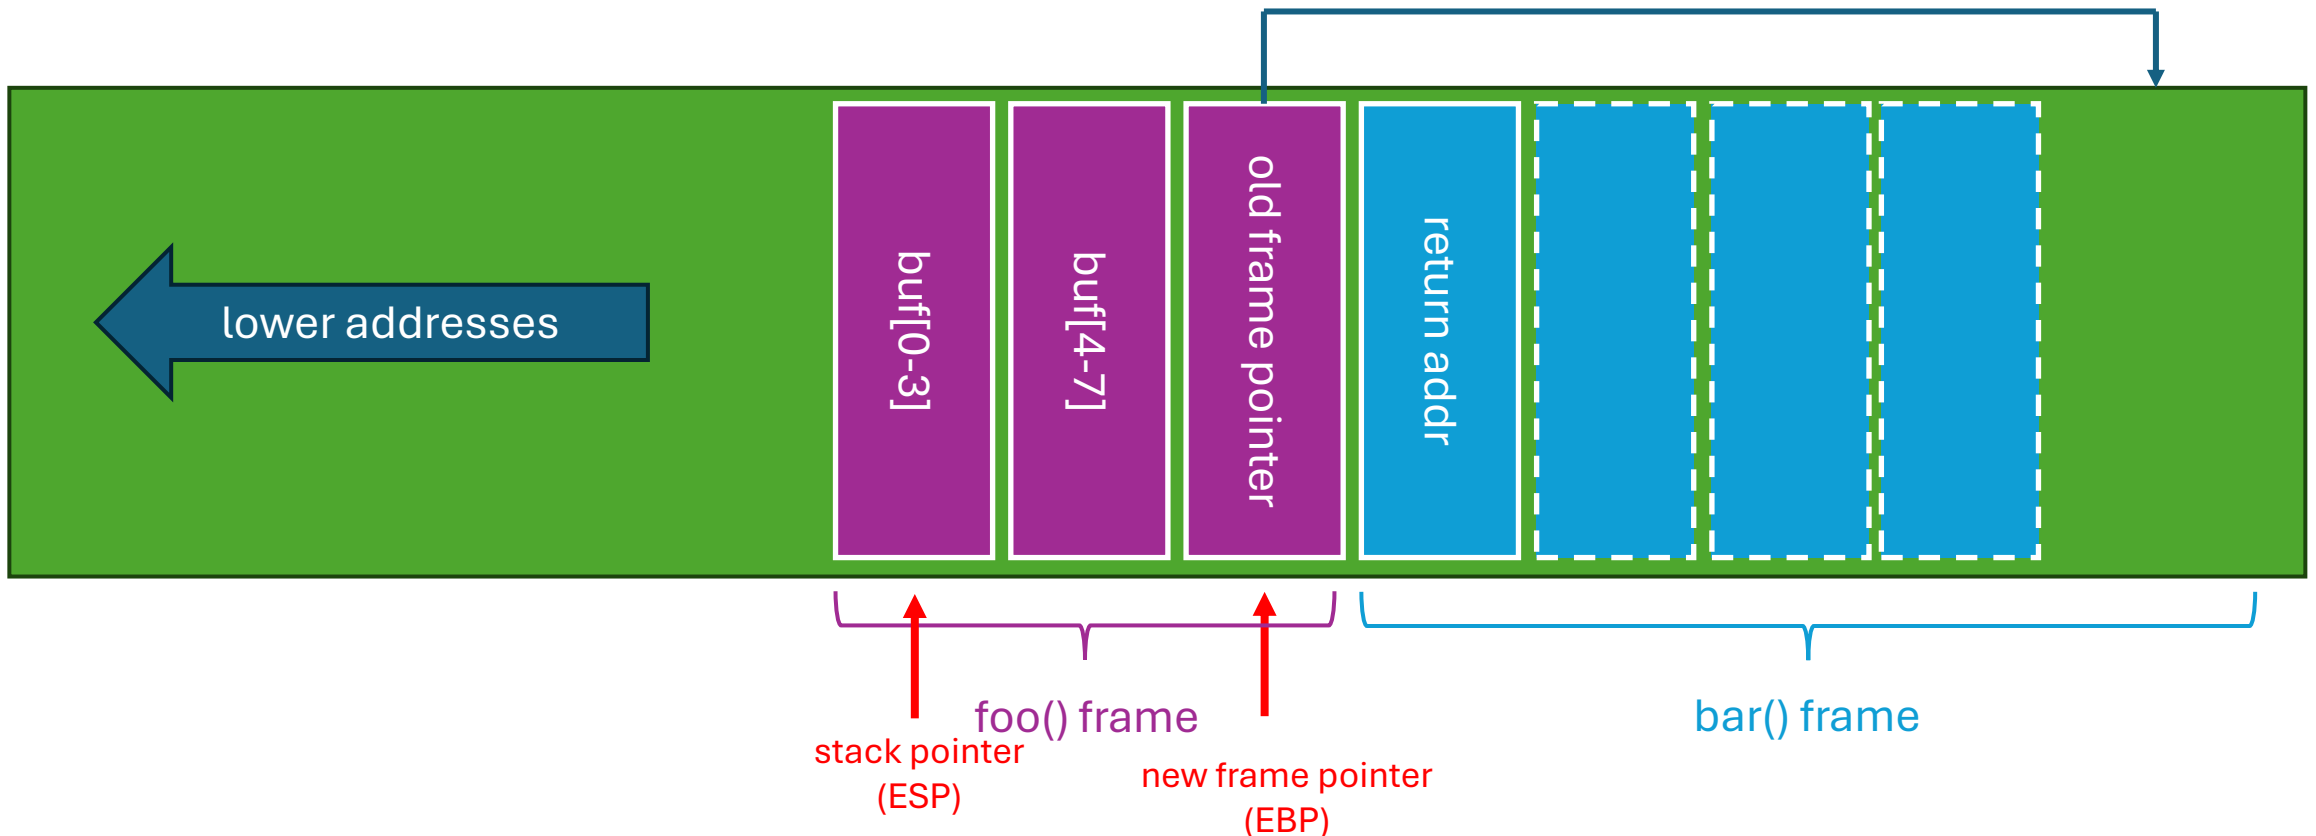 lower addresses
buf[0-3]
buf[4-7]
old frame pointer
return addr
foo() frame
bar() frame
stack pointer
(ESP)
new frame pointer
(EBP)